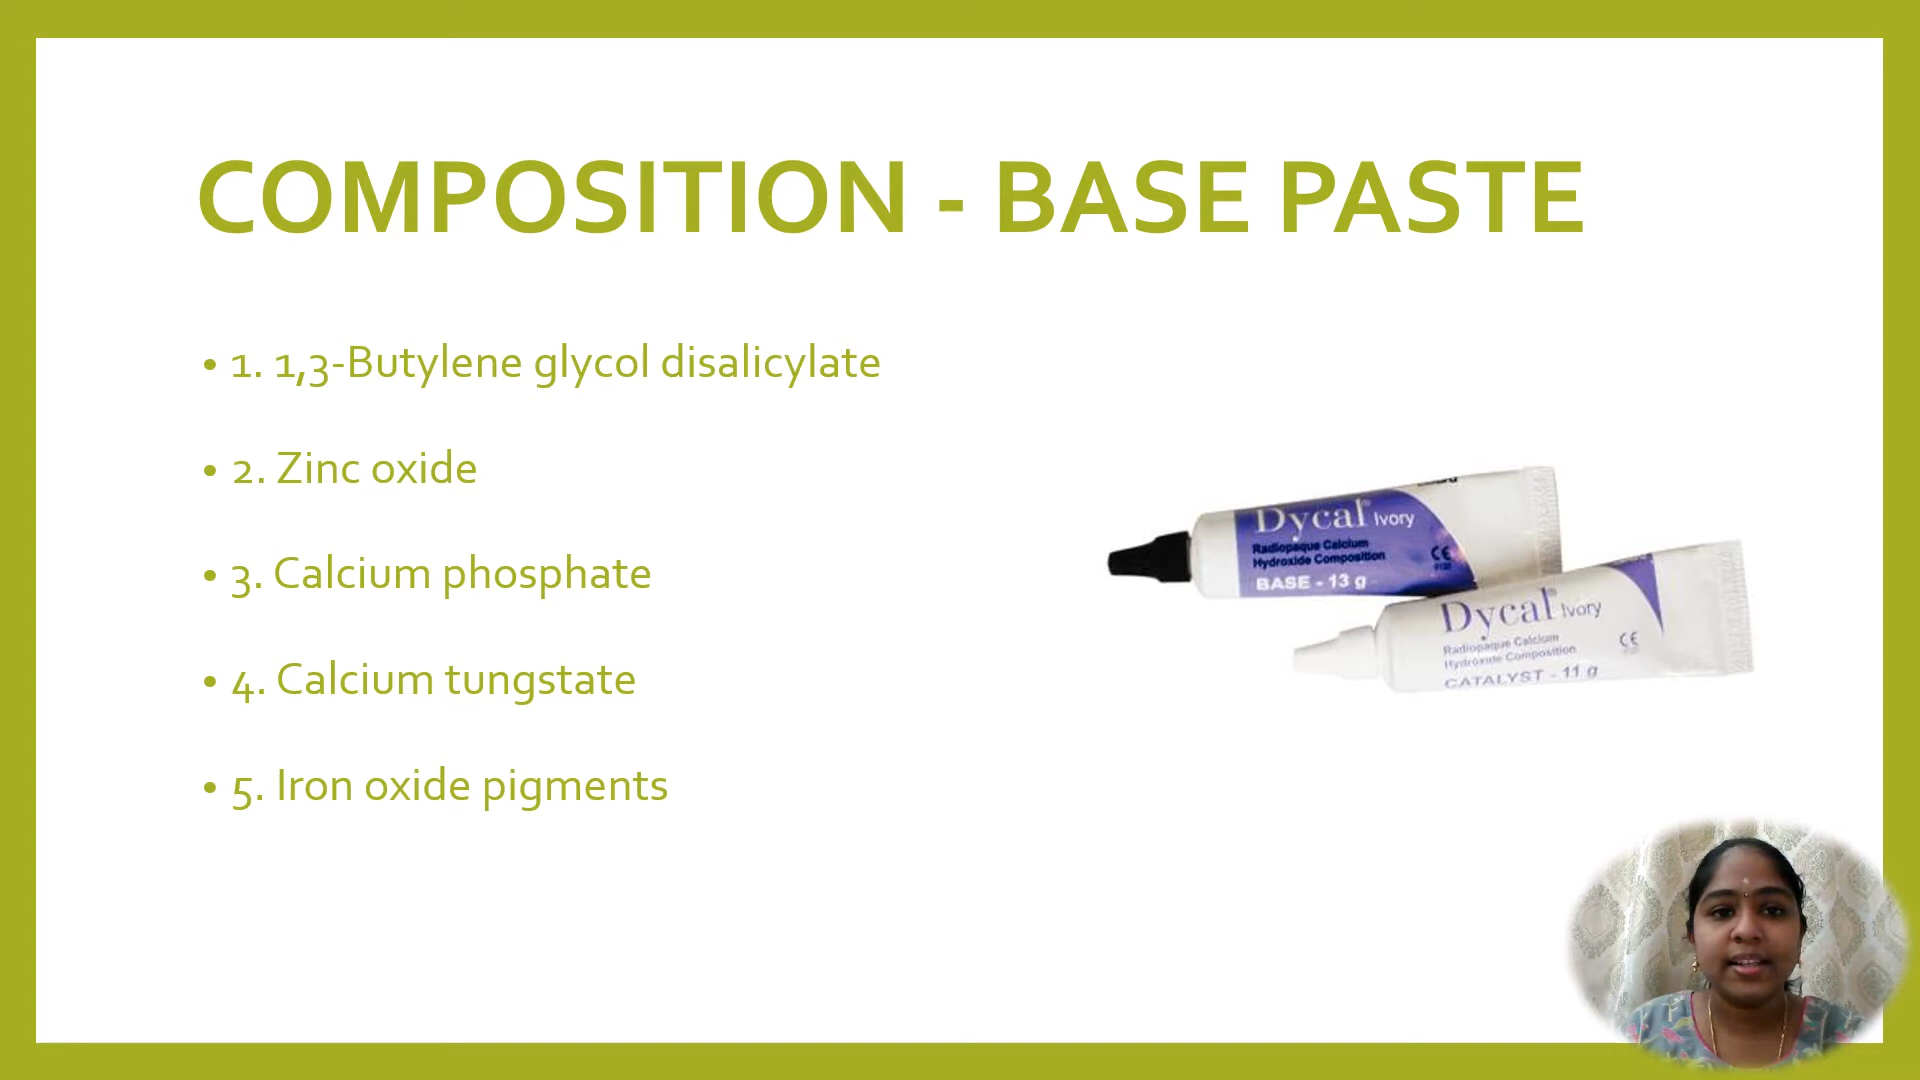 COMPOSITION - BASE PASTE
• 1. 1,3-Butylene glycol disalicylate
• 2. Zinc oxide
• 3. Calcium phosphate
• 4. Calcium tungstate
• 5. Iron oxide pigments
Dycal® Ivory
Radiopaque Calcium
Hydroxide Composition
BASE - 13 g
CE
Dycal® Ivory
Radiopaque Calcium
Hydroxide Composition
CATALYST - 11 g
CE